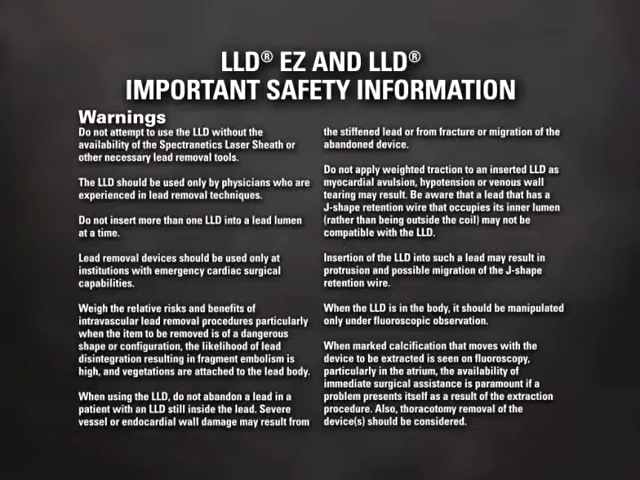 LLD® EZ AND LLD®
IMPORTANT SAFETY INFORMATION
Warnings
Do not attempt to use the LLD without the
availability of the Spectranetics Laser Sheath or
other necessary lead removal tools.
The LLD should be used only by physicians who are
experienced in lead removal techniques.
Do not insert more than one LLD into a lead lumen
at a time.
Lead removal devices should be used only at
institutions with emergency cardiac surgical
capabilities.
Weigh the relative risks and benefits of
intravascular lead removal procedures particularly
when the item to be removed is of a dangerous
shape or configuration, the likelihood of lead
disintegration resulting in fragment embolism is
high, and vegetations are attached to the lead body.
When using the LLD, do not abandon a lead in a
patient with an LLD still inside the lead. Severe
vessel or endocardial wall damage may result from
the stiffened lead or from fracture or migration of the
abandoned device.
Do not apply weighted traction to an inserted LLD as
myocardial avulsion, hypotension or venous wall
tearing may result. Be aware that a lead that has a
J-shape retention wire that occupies its inner lumen
(rather than being outside the coil) may not be
compatible with the LLD.
Insertion of the LLD into such a lead may result in
protrusion and possible migration of the J-shape
retention wire.
When the LLD is in the body, it should be manipulated
only under fluoroscopic observation.
When marked calcification that moves with the
device to be extracted is seen on fluoroscopy,
particularly in the atrium, the availability of
immediate surgical assistance is paramount if a
problem presents itself as a result of the extraction
procedure. Also, thoracotomy removal of the
device(s) should be considered.